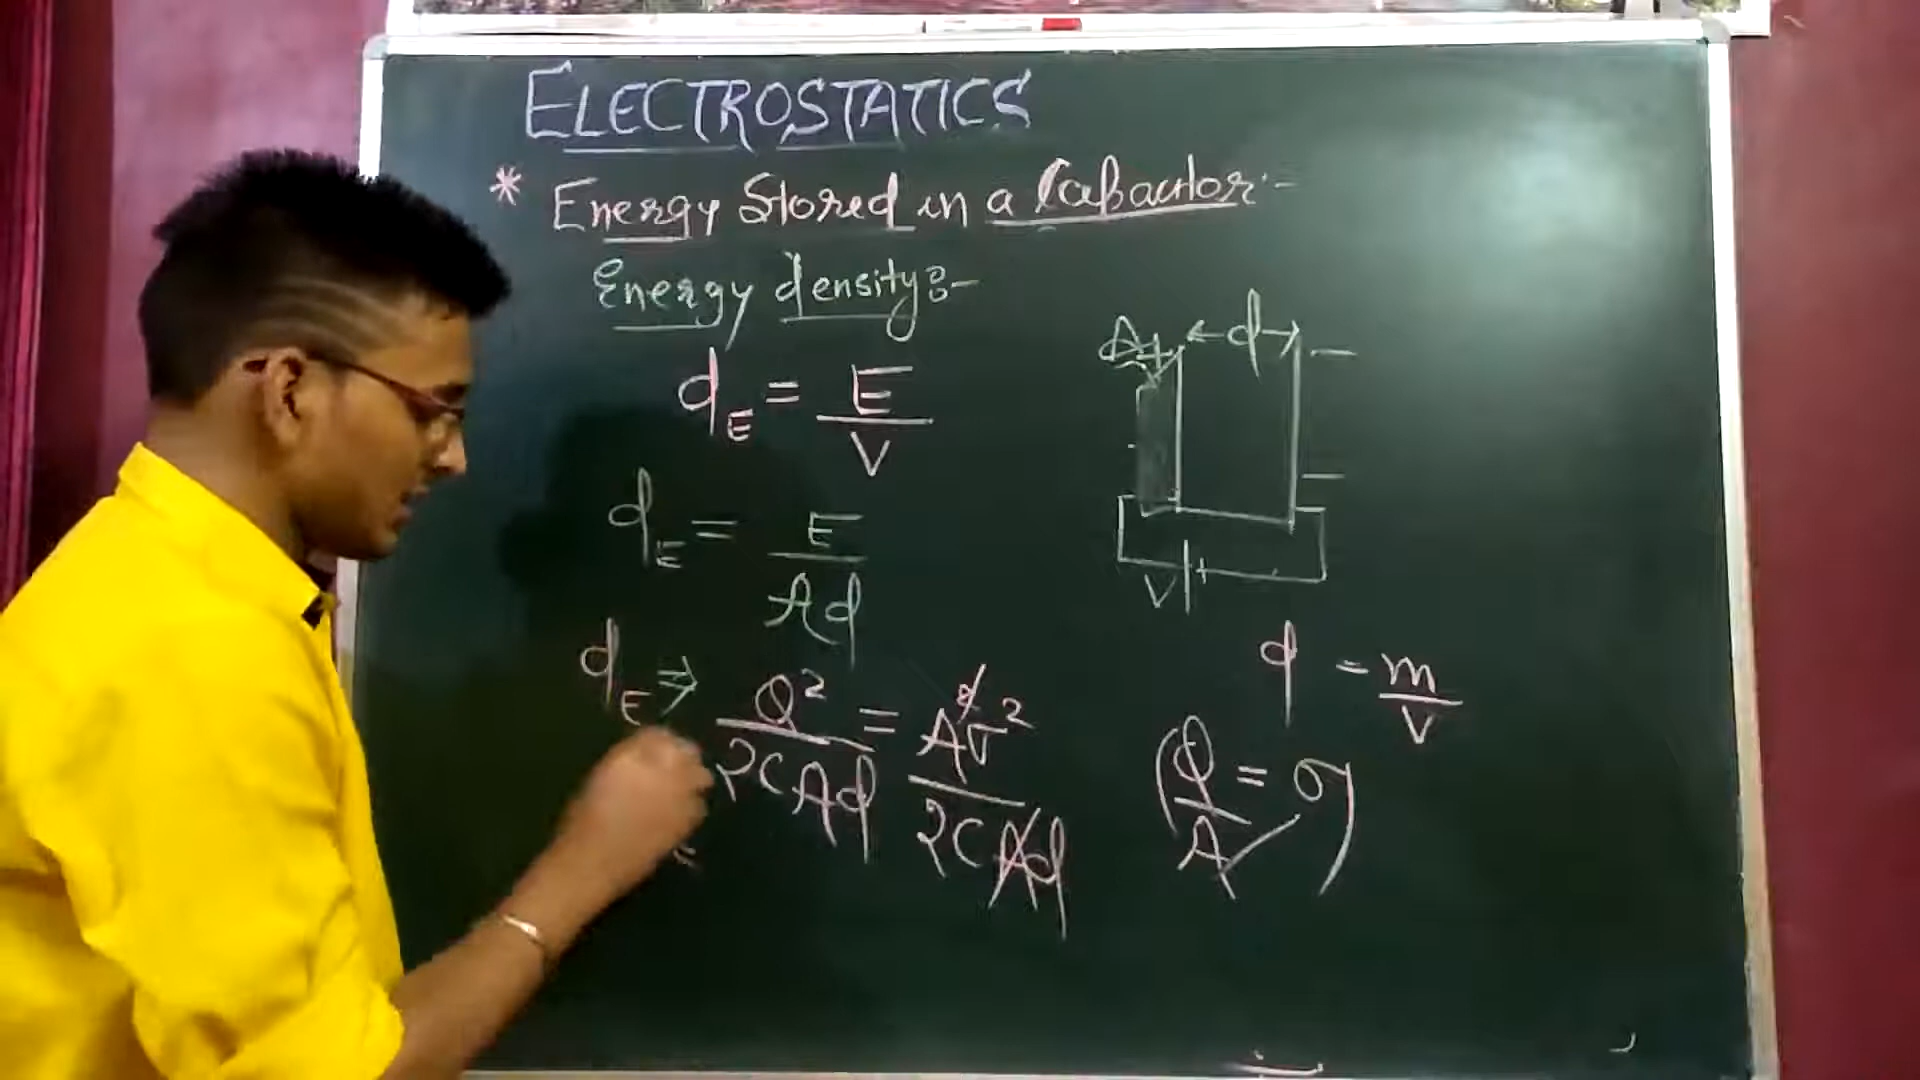 ELECTROSTATICS
* Energy Stored in a Capacitor :-
Energy density :-
d_E = E / V
A ← d →
d_E = E / Ad
V
d_E ⇒ Q² / 2CAd = A²σ² / 2CAd
d = m / V
(Q / A = σ)
=